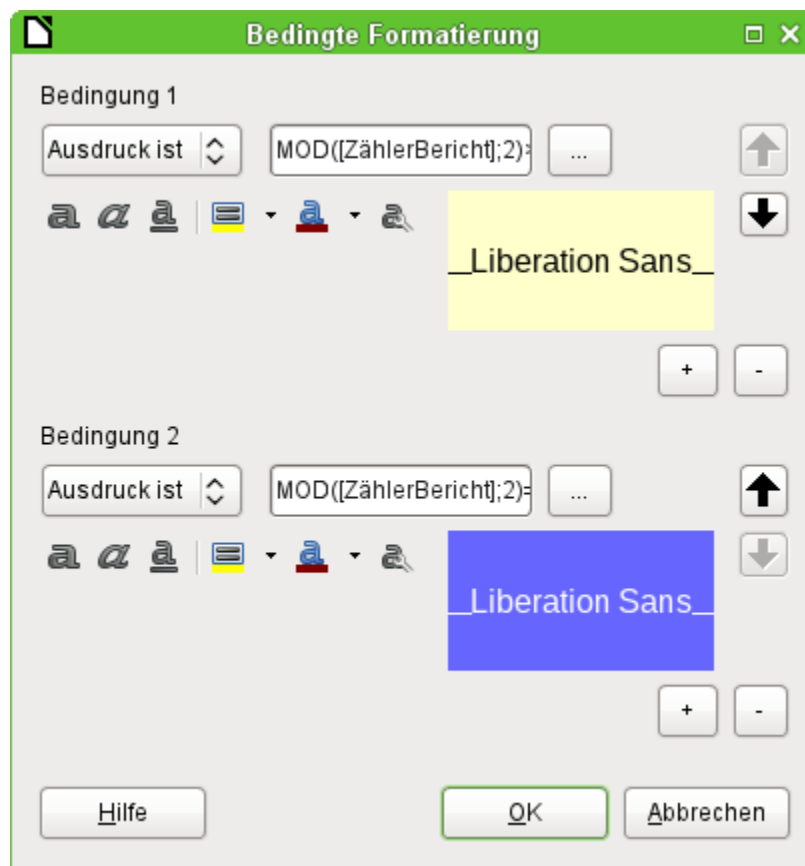 Bedingte Formatierung
Bedingung 1
Ausdruck ist MOD([ZählerBericht];2) ...
a a a a a
_Liberation Sans_
+ -
Bedingung 2
Ausdruck ist MOD([ZählerBericht];2)= ...
a a a a a
_Liberation Sans_
+ -
Hilfe OK Abbrechen